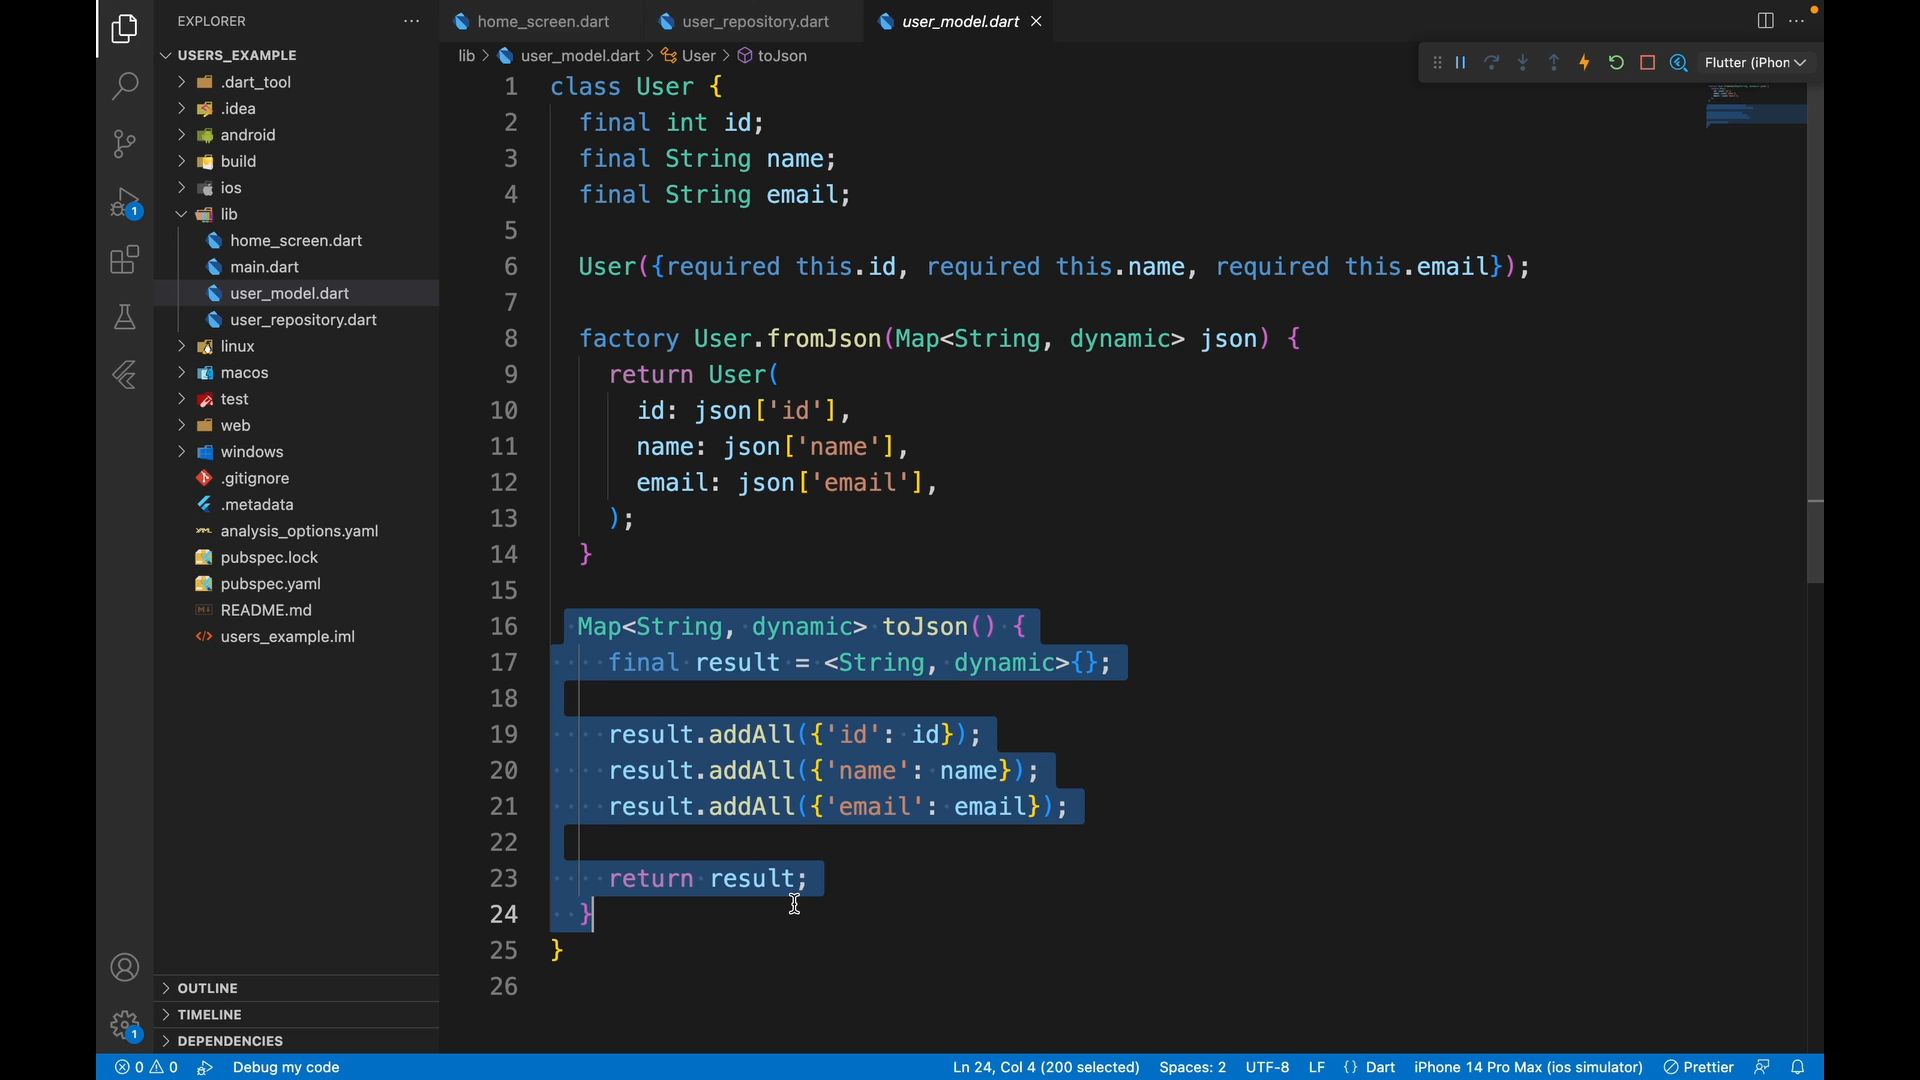 EXPLORER
USERS_EXAMPLE
.dart_tool
.idea
android
build
ios
lib
home_screen.dart
main.dart
user_model.dart
user_repository.dart
linux
macos
test
web
windows
.gitignore
.metadata
analysis_options.yaml
pubspec.lock
pubspec.yaml
README.md
users_example.iml
OUTLINE
TIMELINE
DEPENDENCIES
1
1
home_screen.dart user_repository.dart user_model.dart
lib > user_model.dart > User > toJson
Flutter (iPhon
1 class User {
2 final int id;
3 final String name;
4 final String email;
5
6 User({required this.id, required this.name, required this.email});
7
8 factory User.fromJson(Map<String, dynamic> json) {
9 return User(
10 id: json['id'],
11 name: json['name'],
12 email: json['email'],
13 );
14 }
15
16 Map<String, dynamic> toJson() {
17 final result = <String, dynamic>{};
18
19 result.addAll({'id': id});
20 result.addAll({'name': name});
21 result.addAll({'email': email});
22
23 return result;
24 }
25 }
26
0 0 Debug my code Ln 24, Col 4 (200 selected) Spaces: 2 UTF-8 LF {} Dart iPhone 14 Pro Max (ios simulator) Prettier